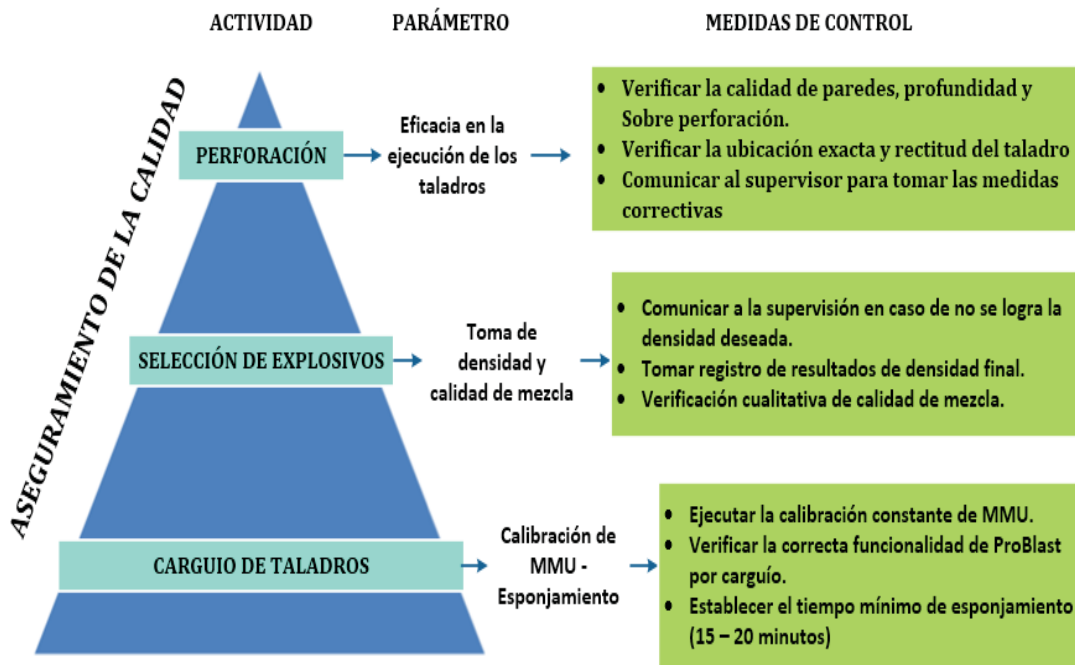 ACTIVIDAD
PARÁMETRO
MEDIDAS DE CONTROL
ASEGURAMIENTO DE LA CALIDAD
PERFORACIÓN
Eficacia en la
ejecución de los
taladros
• Verificar la calidad de paredes, profundidad y
Sobre perforación.
• Verificar la ubicación exacta y rectitud del taladro
• Comunicar al supervisor para tomar las medidas
correctivas
SELECCIÓN DE EXPLOSIVOS
Toma de
densidad y
calidad de mezcla
• Comunicar a la supervisión en caso de no se logra la
densidad deseada.
• Tomar registro de resultados de densidad final.
• Verificación cualitativa de calidad de mezcla.
CARGUIO DE TALADROS
Calibración de
MMU -
Esponjamiento
• Ejecutar la calibración constante de MMU.
• Verificar la correcta funcionalidad de ProBlast
por carguío.
• Establecer el tiempo mínimo de esponjamiento
(15 – 20 minutos)